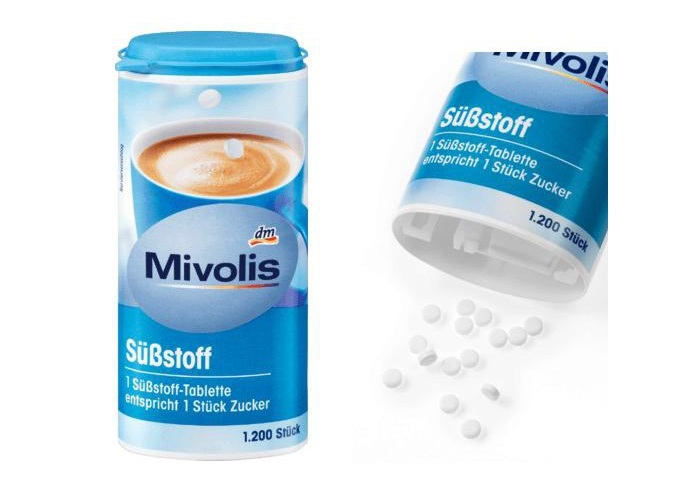 dm
Mivolis
Süßstoff
1 Süßstoff-Tablette
entspricht 1 Stück Zucker
1.200 Stück
Mivolis
Süßstoff
1 Süßstoff-Tablette
entspricht 1 Stück Zucker
1.200 Stück